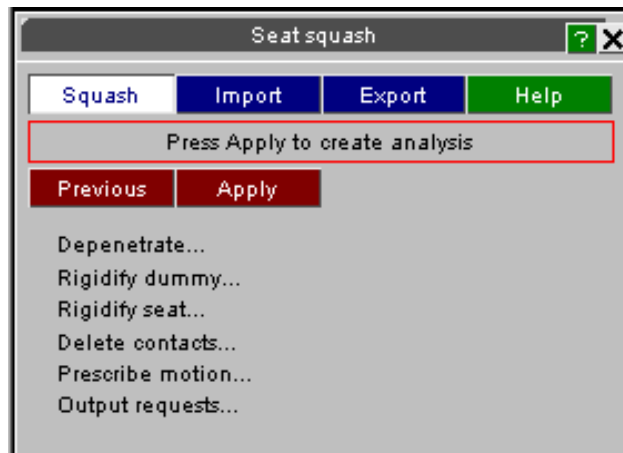 Seat squash ? X
Squash Import Export Help
Press Apply to create analysis
Previous Apply
Depenetrate...
Rigidify dummy...
Rigidify seat...
Delete contacts...
Prescribe motion...
Output requests...